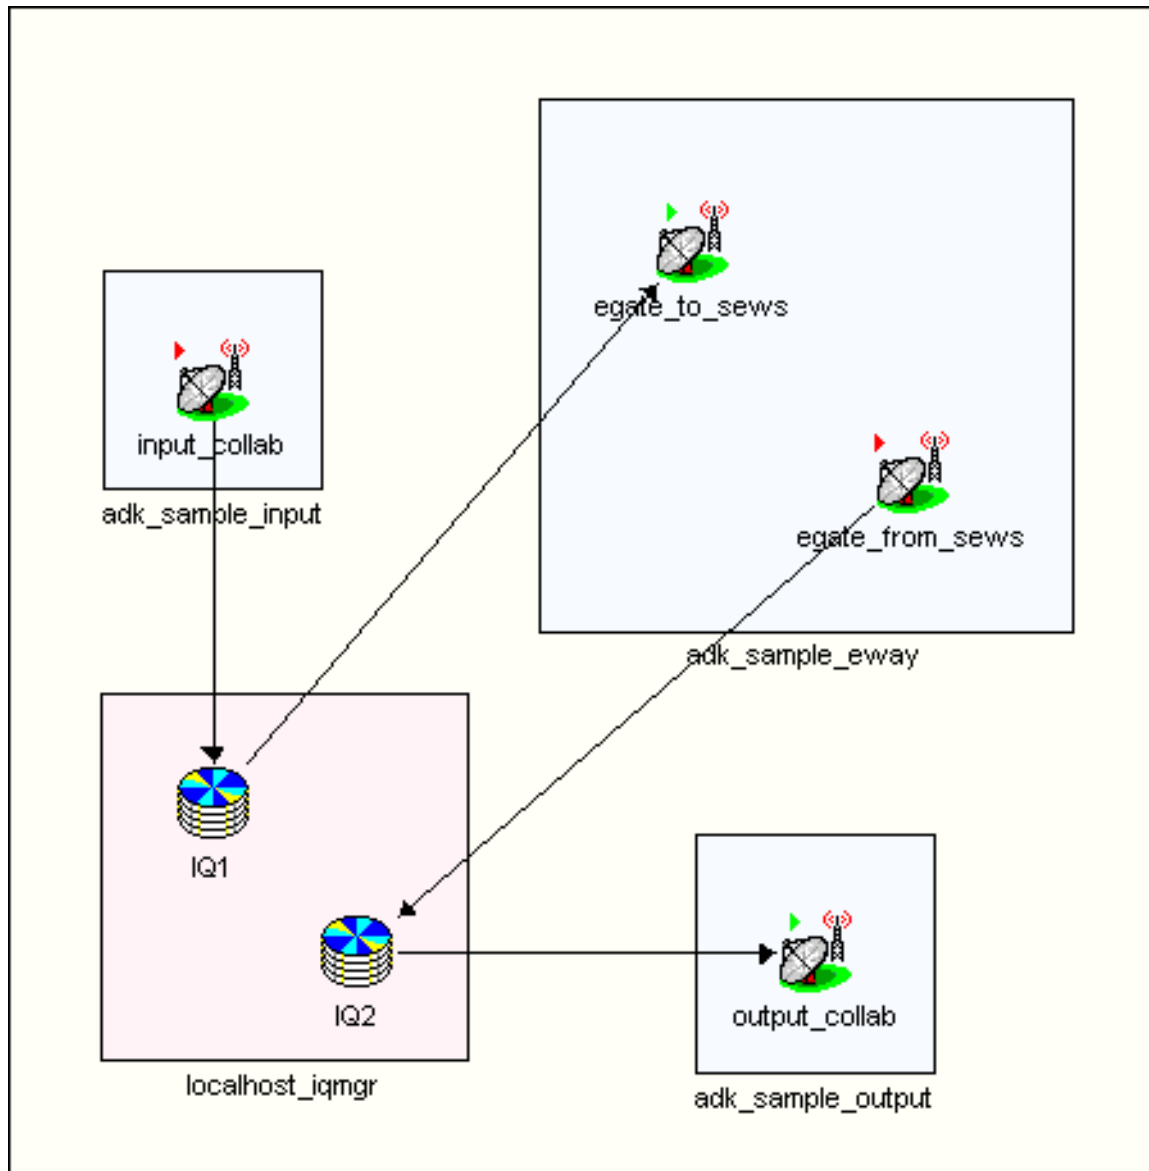 egate_to_sews
input_collab
adk_sample_input
egate_from_sews
adk_sample_eway
IQ1
IQ2
output_collab
localhost_iqmgr
adk_sample_output